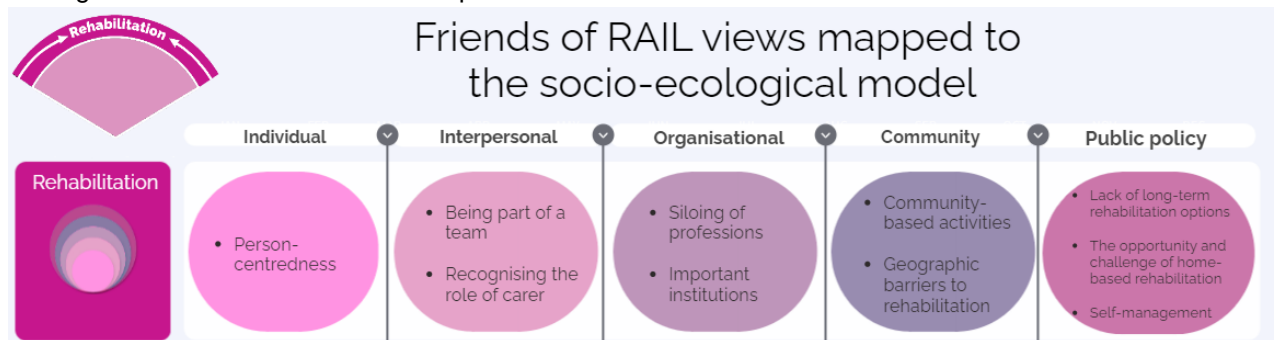 Rehabilitation
Friends of RAIL views mapped to
the socio-ecological model
Individual
Interpersonal
Organisational
Community
Public policy
Rehabilitation
• Person-
centredness
• Being part of a
team
• Recognising the
role of carer
• Siloing of
professions
• Important
institutions
• Community-
based activities
• Geographic
barriers to
rehabilitation
• Lack of long-term
rehabilitation options
• The opportunity and
challenge of home-
based rehabilitation
• Self-management